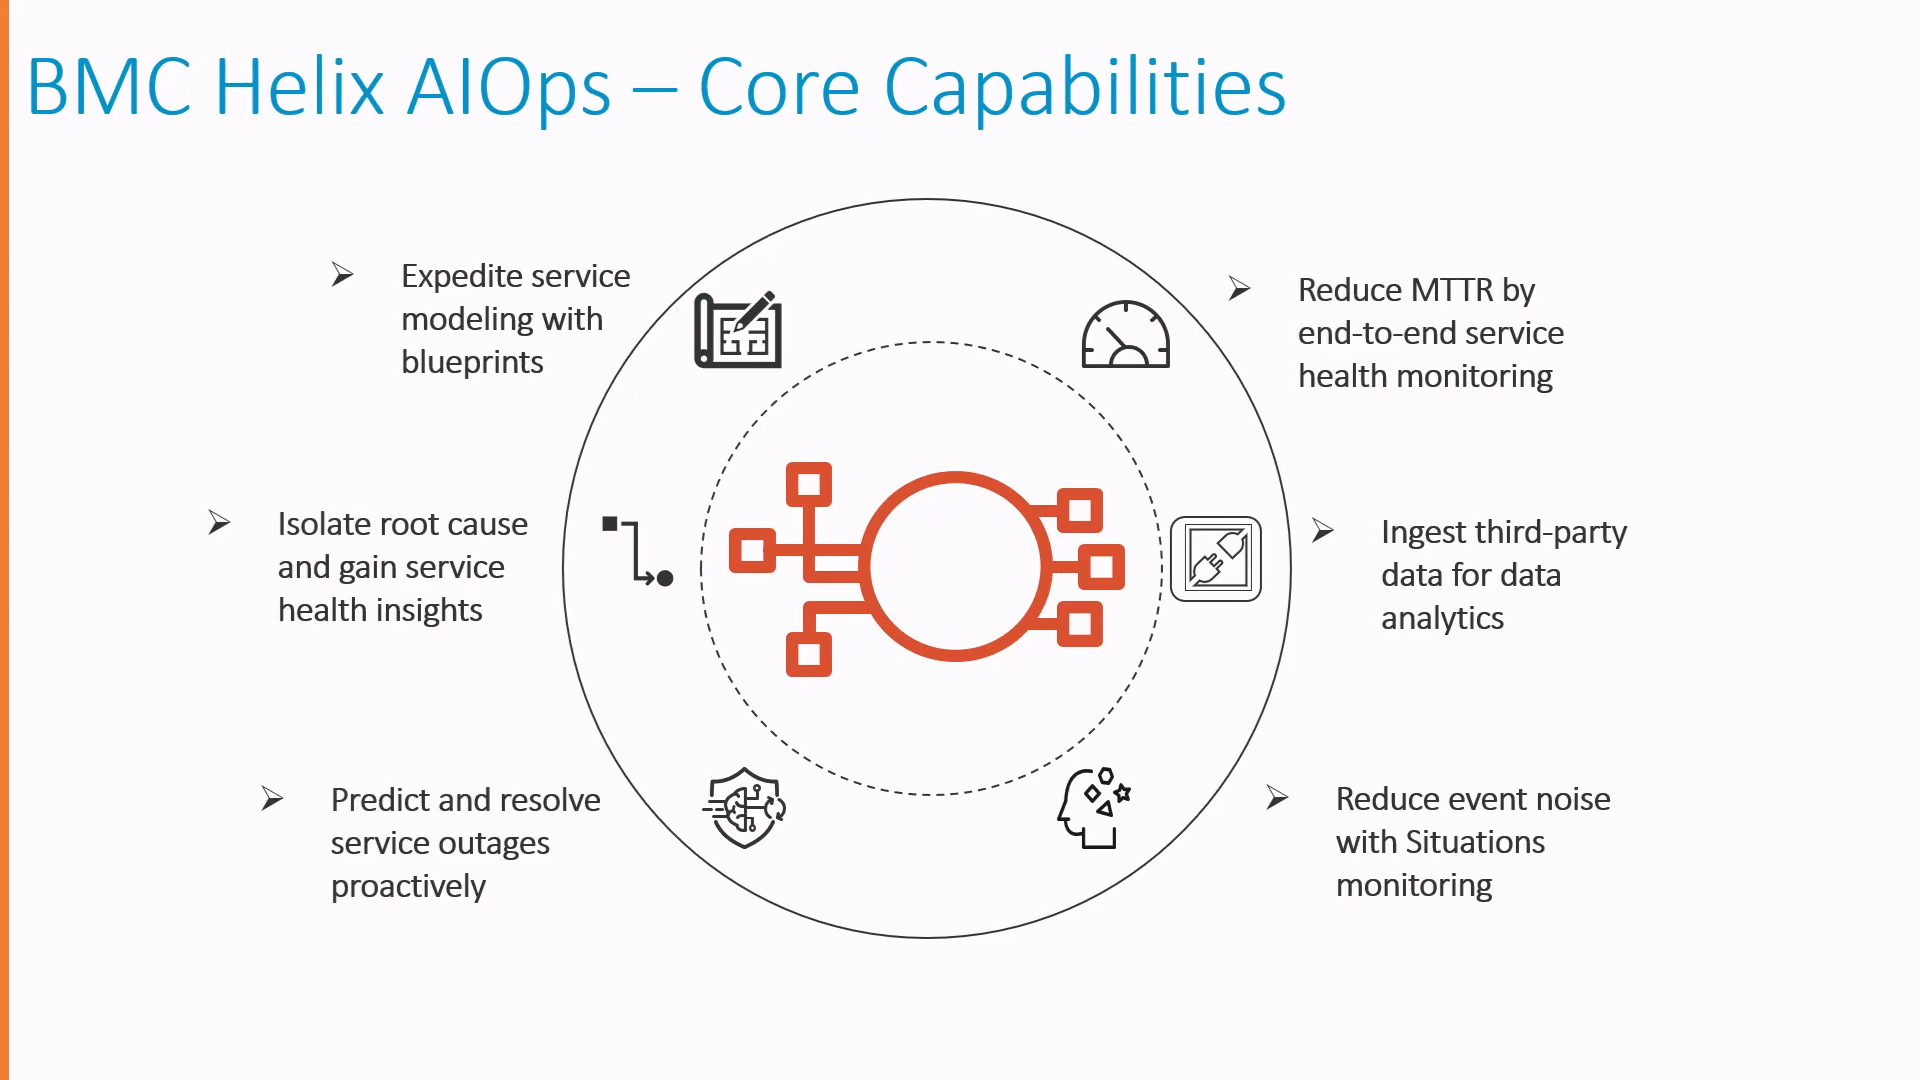 BMC Helix AIOps – Core Capabilities
Expedite service
modeling with
blueprints
Reduce MTTR by
end-to-end service
health monitoring
Isolate root cause
and gain service
health insights
Ingest third-party
data for data
analytics
Predict and resolve
service outages
proactively
Reduce event noise
with Situations
monitoring